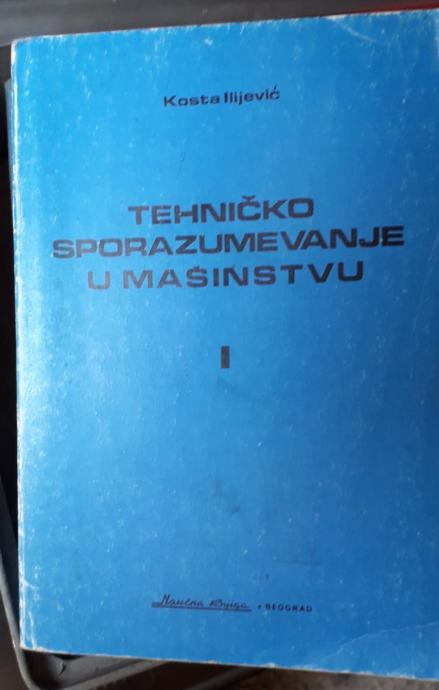 Kosta Ilijević
TEHNIČKO
SPORAZUMEVANJE
U MAŠINSTVU
I
Naučna Knjiga • BEOGRAD